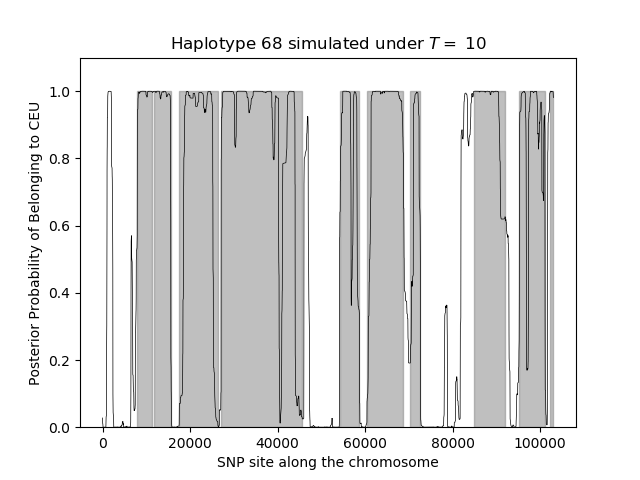 Haplotype 68 simulated under T = 10
Posterior Probability of Belonging to CEU
1.0
0.8
0.6
0.4
0.2
0.0
0 20000 40000 60000 80000 100000
SNP site along the chromosome